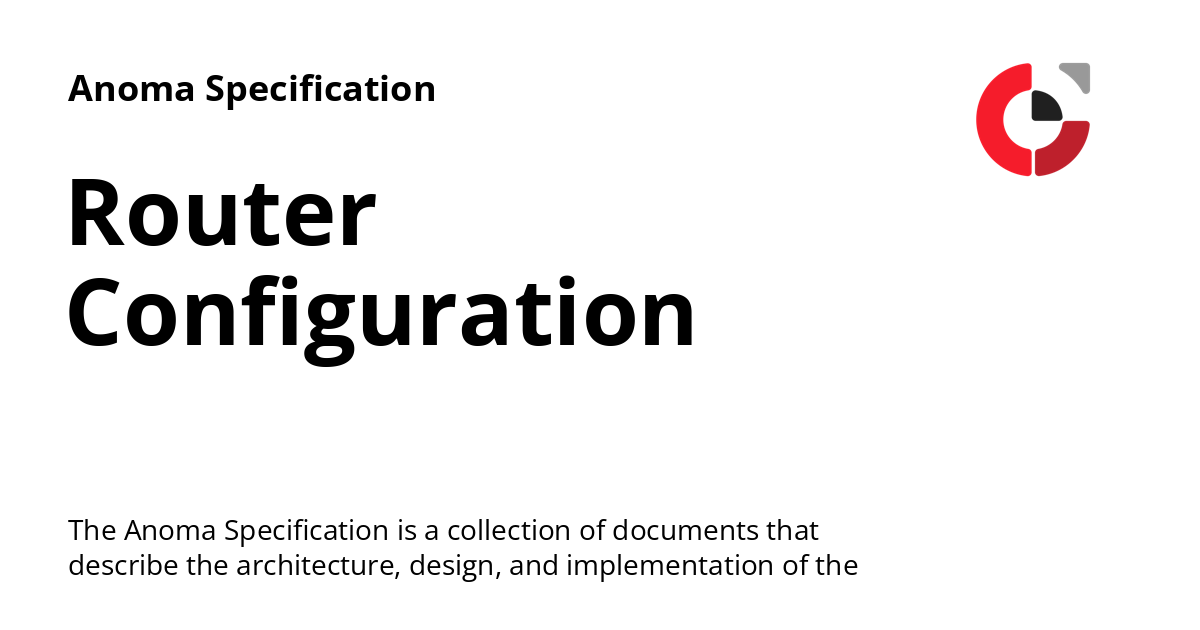 Anoma Specification
Router
Configuration
The Anoma Specification is a collection of documents that
describe the architecture, design, and implementation of the